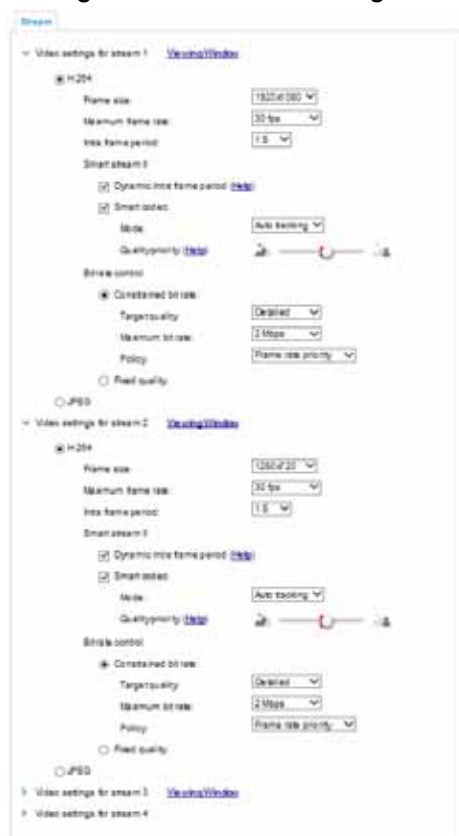 Stream
Video settings for stream 1 Viewing Window
H.264
Frame size:
1920x1080
Maximum frame rate:
30 fps
Intra frame period:
1 S
Smart stream II
Dynamic intra frame period (Help)
Smart codec:
Mode:
Auto tracking
Quality priority (Help)
Bit rate control
Constrained bit rate:
Target quality:
Detailed
Maximum bit rate:
2 Mbps
Policy:
Frame rate priority
Fixed quality:
JPEG
Video settings for stream 2 Viewing Window
H.264
Frame size:
1280x720
Maximum frame rate:
30 fps
Intra frame period:
1 S
Smart stream II
Dynamic intra frame period (Help)
Smart codec:
Mode:
Auto tracking
Quality priority (Help)
Bit rate control
Constrained bit rate:
Target quality:
Detailed
Maximum bit rate:
2 Mbps
Policy:
Frame rate priority
Fixed quality:
JPEG
Video settings for stream 3 Viewing Window
Video settings for stream 4